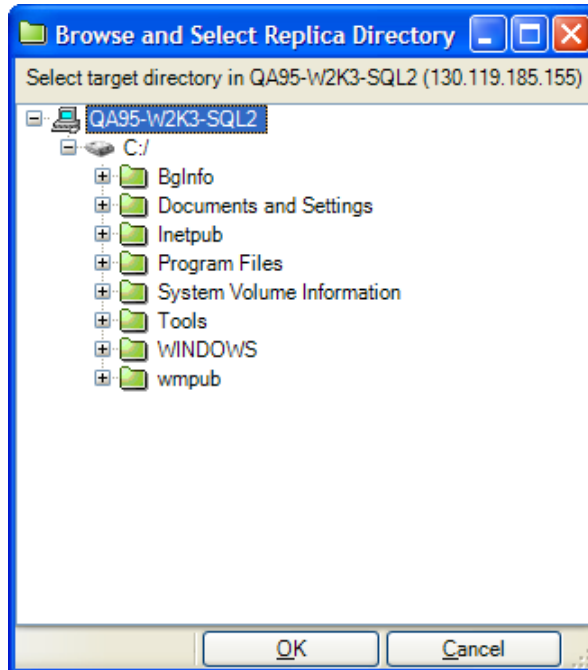 Browse and Select Replica Directory
Select target directory in QA95-W2K3-SQL2 (130.119.185.155)
QA95-W2K3-SQL2
C:/
BgInfo
Documents and Settings
Inetpub
Program Files
System Volume Information
Tools
WINDOWS
wmpub
OK Cancel